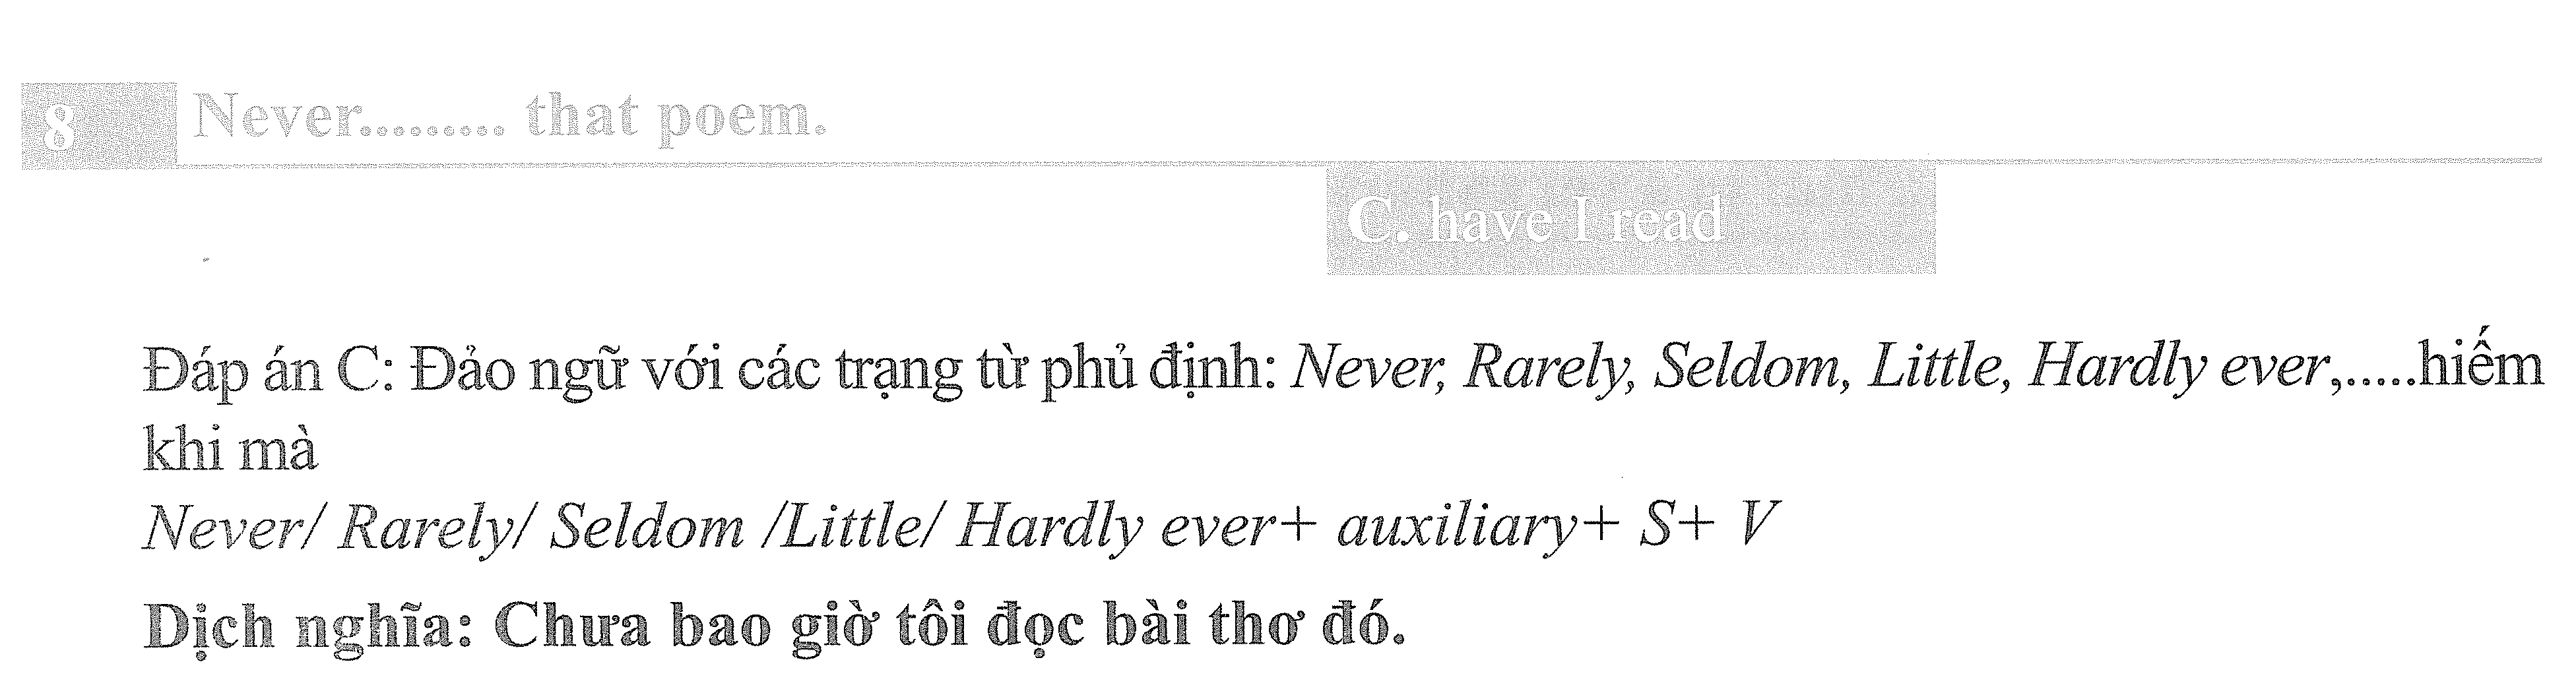 8 Never......... that poem.
C. have I read
Đáp án C: Đảo ngữ với các trạng từ phủ định: Never, Rarely, Seldom, Little, Hardly ever,.....hiếm
khi mà
Never/ Rarely/ Seldom /Little/ Hardly ever+ auxiliary+ S+ V
Dịch nghĩa: Chưa bao giờ tôi đọc bài thơ đó.